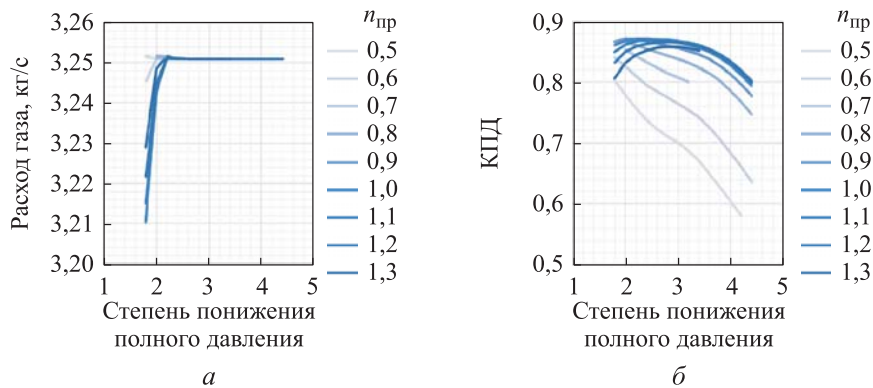 Расход газа, кг/с
3,26
3,25
3,24
3,23
3,22
3,21
3,20
1 2 3 4 5
Степень понижения
полного давления
nпр
0,5
0,6
0,7
0,8
0,9
1,0
1,1
1,2
1,3
а
КПД
0,9
0,8
0,7
0,6
0,5
1 2 3 4 5
Степень понижения
полного давления
nпр
0,5
0,6
0,7
0,8
0,9
1,0
1,1
1,2
1,3
б